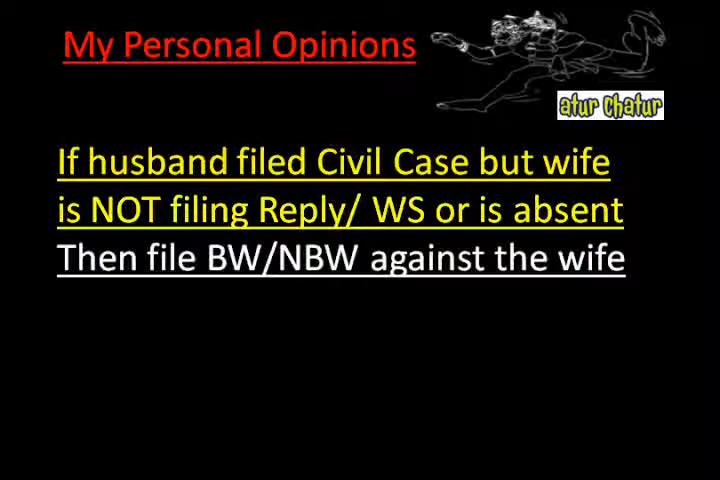 My Personal Opinions
atur chatur
If husband filed Civil Case but wife
is NOT filing Reply/ WS or is absent
Then file BW/NBW against the wife